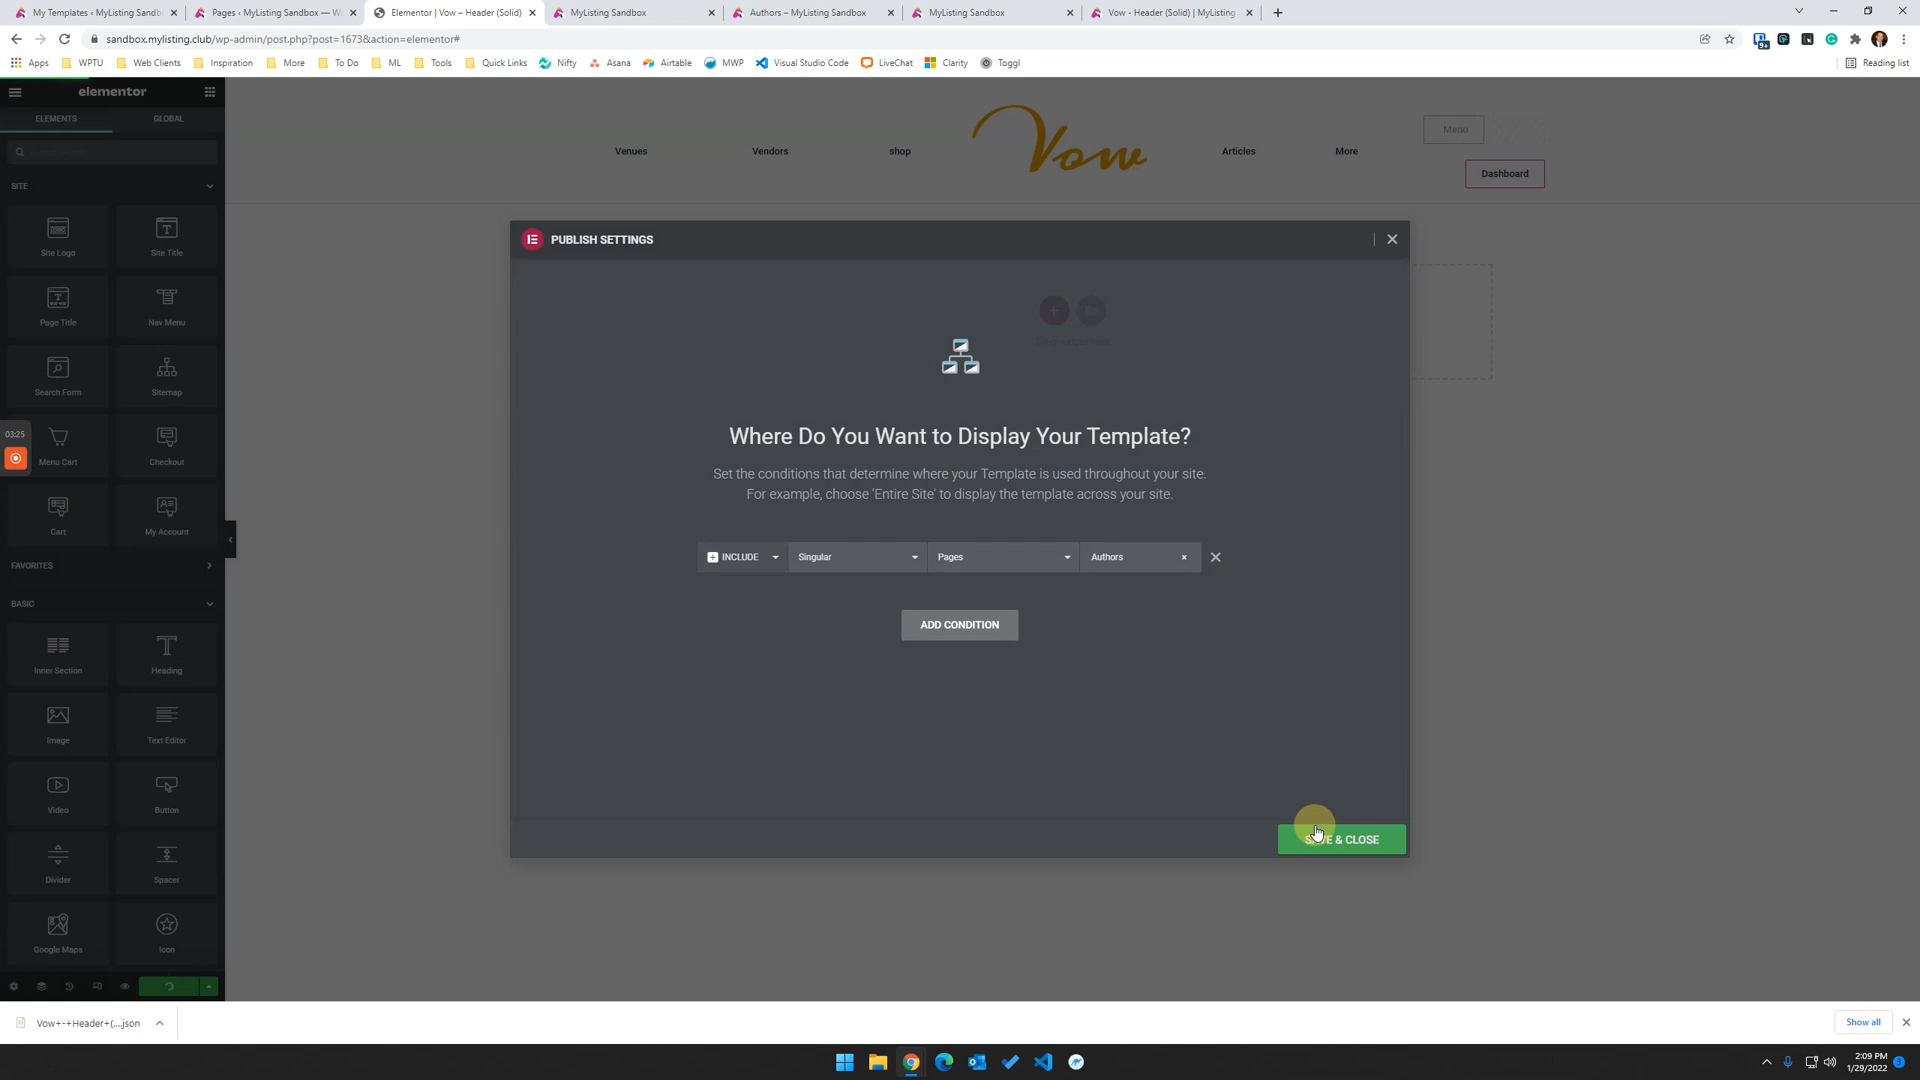 My Templates ‹ MyListing Sandb
Pages ‹ MyListing Sandbox — W
Elementor | Vow – Header (Solid)
MyListing Sandbox
Authors – MyListing Sandbox
MyListing Sandbox
Vow - Header (Solid) | MyListing
sandbox.mylisting.club/wp-admin/post.php?post=1673&action=elementor#
9+
Apps
WPTU
Web Clients
Inspiration
More
To Do
ML
Tools
Quick Links
Nifty
Asana
Airtable
MWP
Visual Studio Code
LiveChat
Clarity
Toggl
Reading list
elementor
ELEMENTS
GLOBAL
SITE
Site Logo
Site Title
Page Title
Nav Menu
Search Form
Sitemap
03:25
Menu Cart
Checkout
Cart
My Account
FAVORITES
BASIC
Inner Section
Heading
Image
Text Editor
Video
Button
Divider
Spacer
Google Maps
Icon
Venues
Vendors
shop
Vow
Articles
More
Menu
Dashboard
PUBLISH SETTINGS
Drag widget here
Where Do You Want to Display Your Template?
Set the conditions that determine where your Template is used throughout your site.
For example, choose 'Entire Site' to display the template across your site.
INCLUDE
Singular
Pages
Authors
ADD CONDITION
& CLOSE
Vow+-+Header+(....json
Show all
2:09 PM
1/29/2022
3